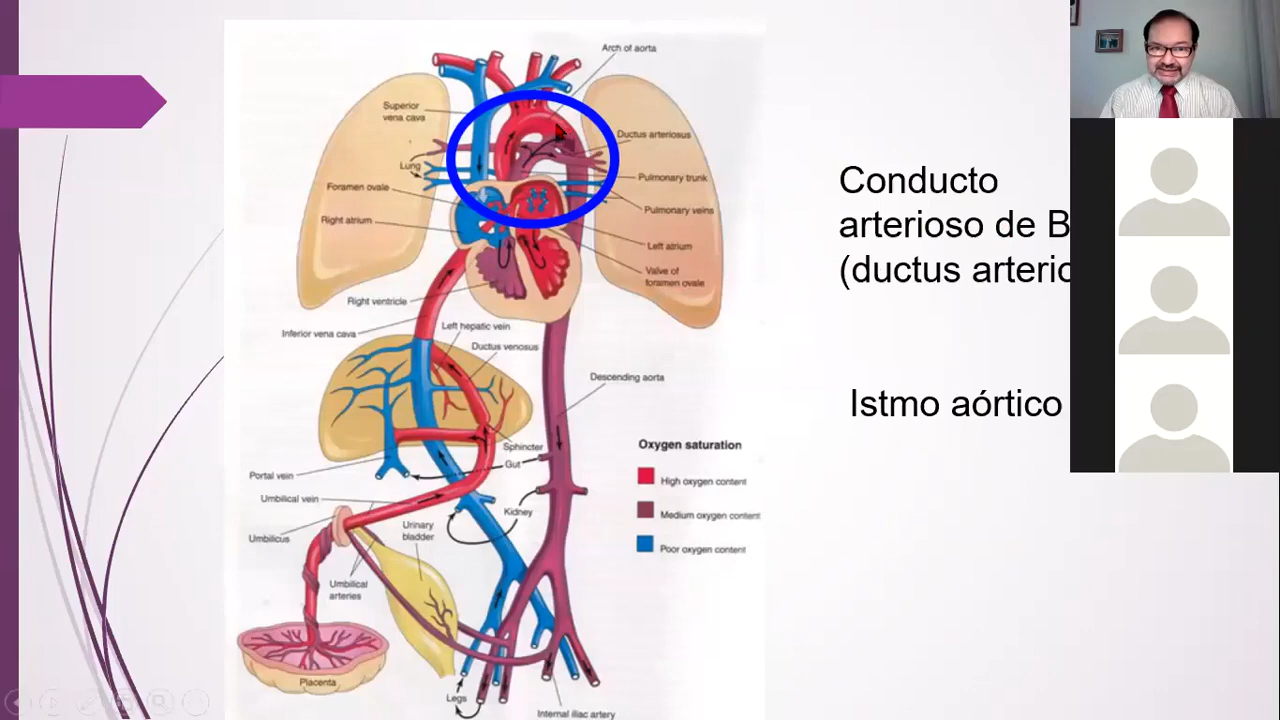 Arch of aorta
Superior
vena cava
Ductus arteriosus
Lung
Pulmonary trunk
Foramen ovale
Pulmonary veins
Right atrium
Left atrium
Valve of
foramen ovale
Right ventricle
Left hepatic vein
Inferior vena cava
Ductus venosus
Descending aorta
Sphincter
Gut
Portal vein
Umbilical vein
Kidney
Urinary
bladder
Umbilicus
Umbilical
arteries
Placenta
Legs
Internal iliac artery
Oxygen saturation
High oxygen content
Medium oxygen content
Poor oxygen content
Conducto
arterioso de B
(ductus arterio
Istmo aórtico